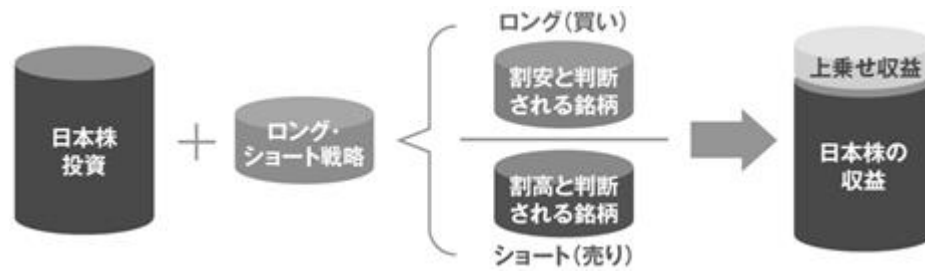 日本株
投資
ロング・
ショート戦略
ロング(買い)
割安と判断
される銘柄
割高と判断
される銘柄
ショート(売り)
上乗せ収益
日本株の
収益